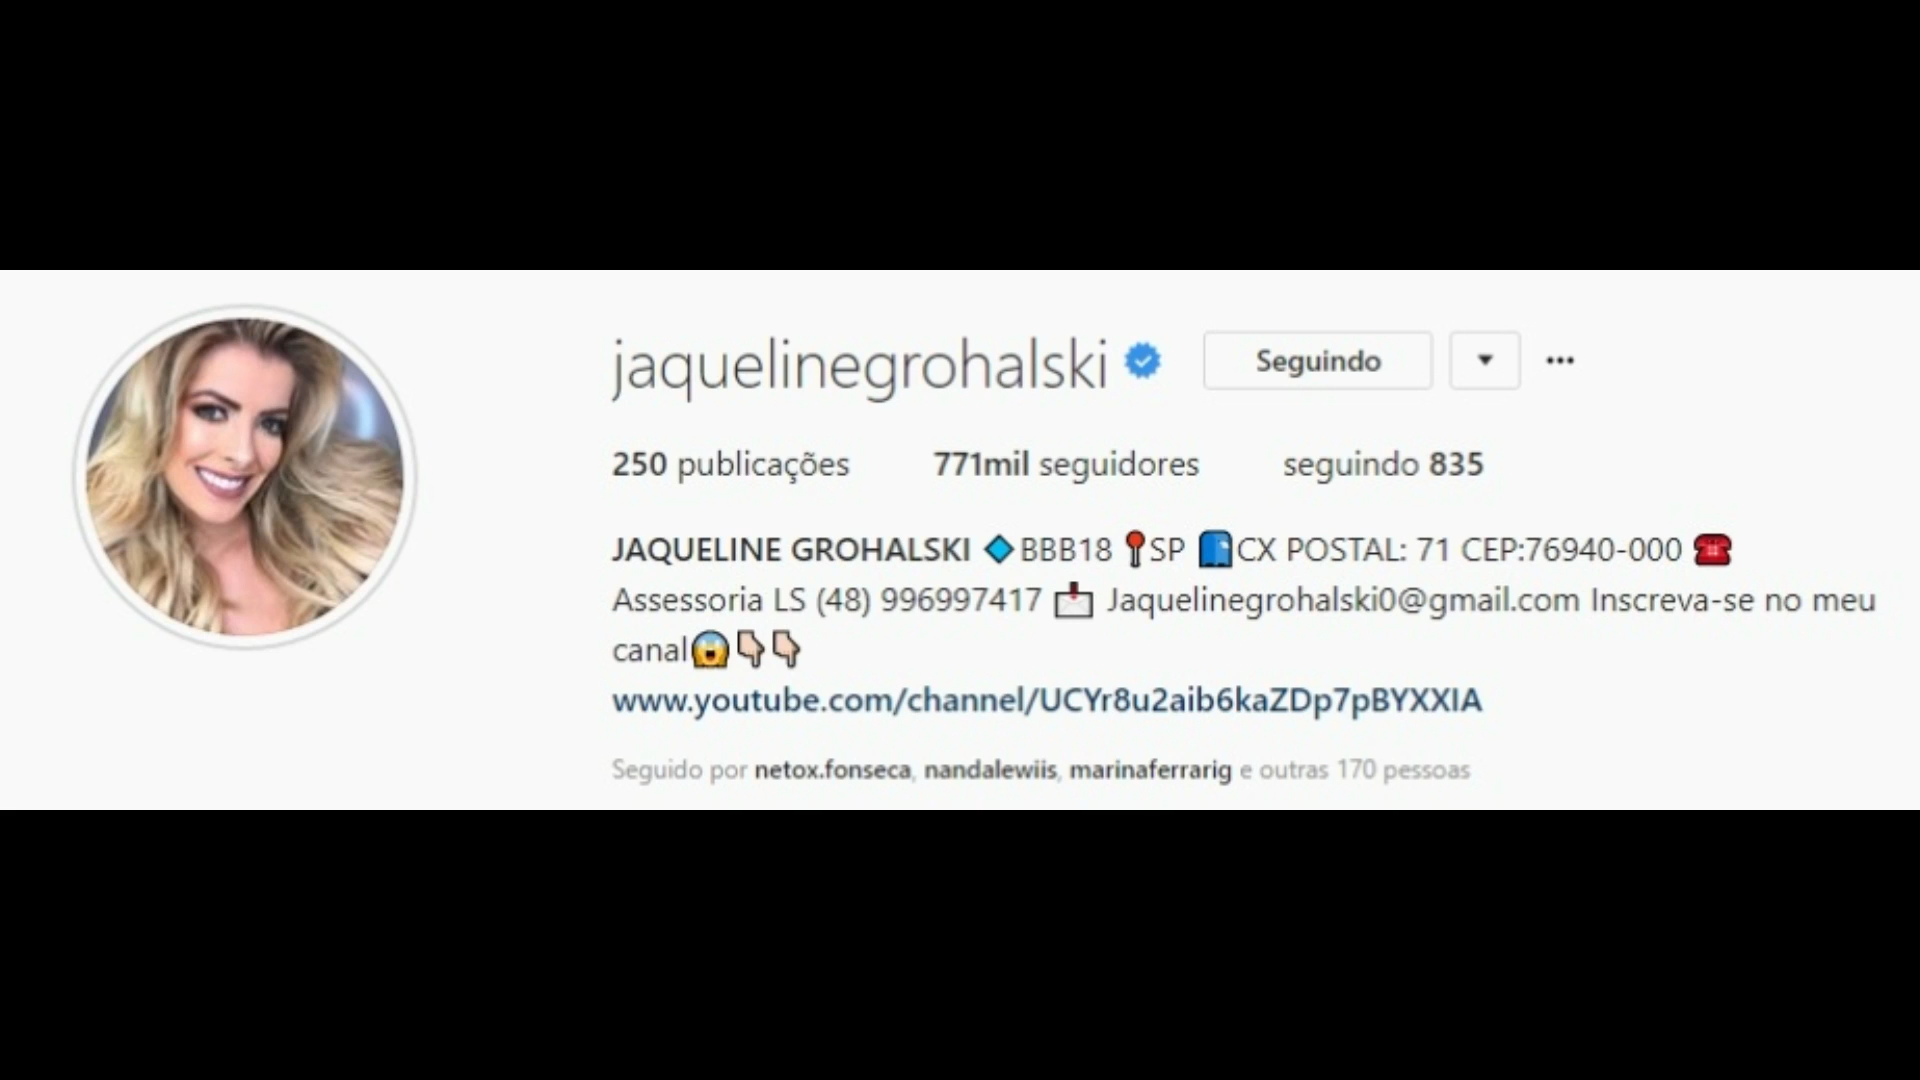 jaquelinegrohalski Seguindo
250 publicações 771mil seguidores seguindo 835
JAQUELINE GROHALSKI 🔷BBB18 📍SP 📘CX POSTAL: 71 CEP:76940-000 ☎
Assessoria LS (48) 996997417 📩 Jaquelinegrohalski0@gmail.com Inscreva-se no meu
canal😱👇🏻👇🏻
www.youtube.com/channel/UCYr8u2aib6kaZDp7pBYXXIA
Seguido por netox.fonseca, nandalewiis, marinaferrarig e outras 170 pessoas